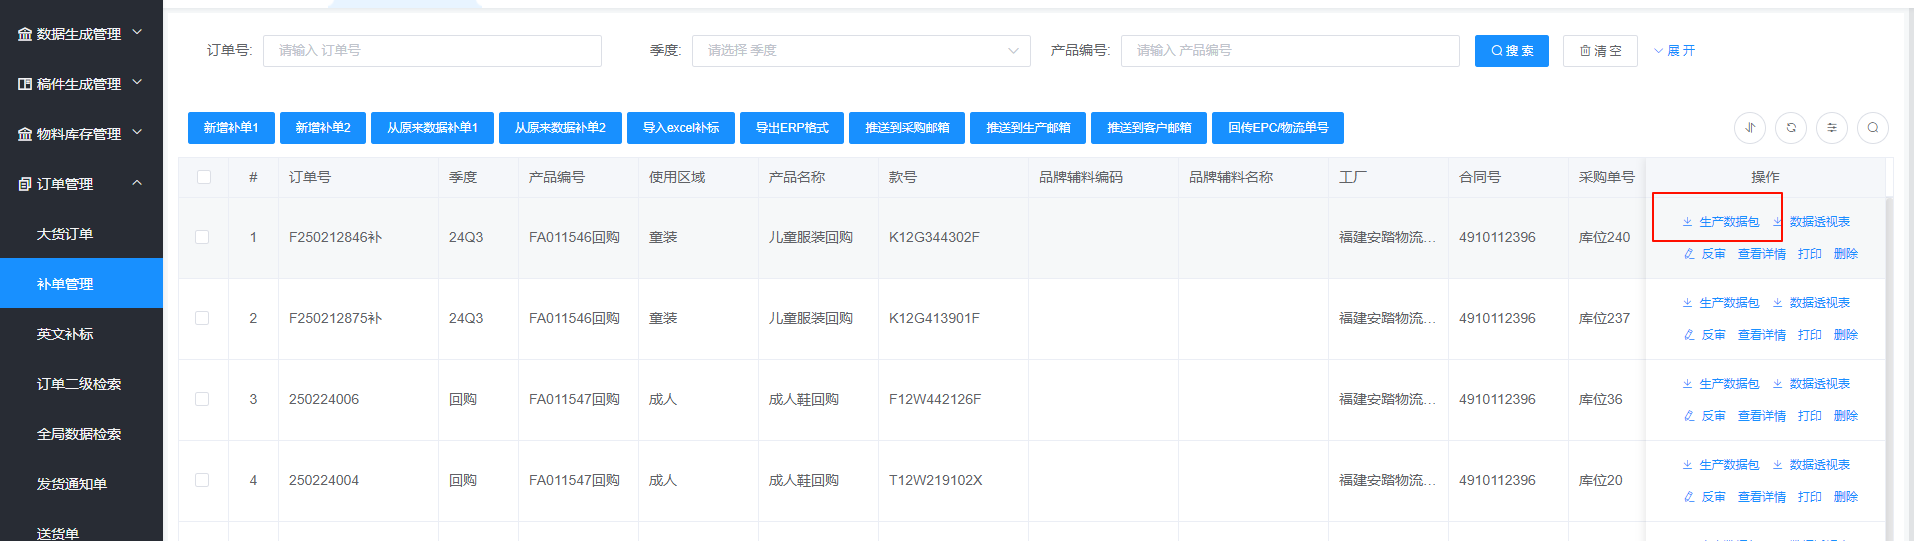 数据生成管理
稿件生成管理
物料库存管理
订单管理
大货订单
补单管理
英文补标
订单二级检索
全局数据检索
发货通知单
送货单
订单号: 请输入 订单号 季度: 请选择 季度 产品编号: 请输入 产品编号 搜 索 清 空 展 开
新增补单1 新增补单2 从原来数据补单1 从原来数据补单2 导入excel补标 导出ERP格式 推送到采购邮箱 推送到生产邮箱 推送到客户邮箱 回传EPC/物流单号
# 订单号 季度 产品编号 使用区域 产品名称 款号 品牌辅料编码 品牌辅料名称 工厂 合同号 采购单号 操作
1 F250212846补 24Q3 FA011546回购 童装 儿童服装回购 K12G344302F 福建安踏物流... 4910112396 库位240 生产数据包 数据透视表
反审 查看详情 打印 删除
2 F250212875补 24Q3 FA011546回购 童装 儿童服装回购 K12G413901F 福建安踏物流... 4910112396 库位237 生产数据包 数据透视表
反审 查看详情 打印 删除
3 250224006 回购 FA011547回购 成人 成人鞋回购 F12W442126F 福建安踏物流... 4910112396 库位36 生产数据包 数据透视表
反审 查看详情 打印 删除
4 250224004 回购 FA011547回购 成人 成人鞋回购 T12W219102X 福建安踏物流... 4910112396 库位20 生产数据包 数据透视表
反审 查看详情 打印 删除